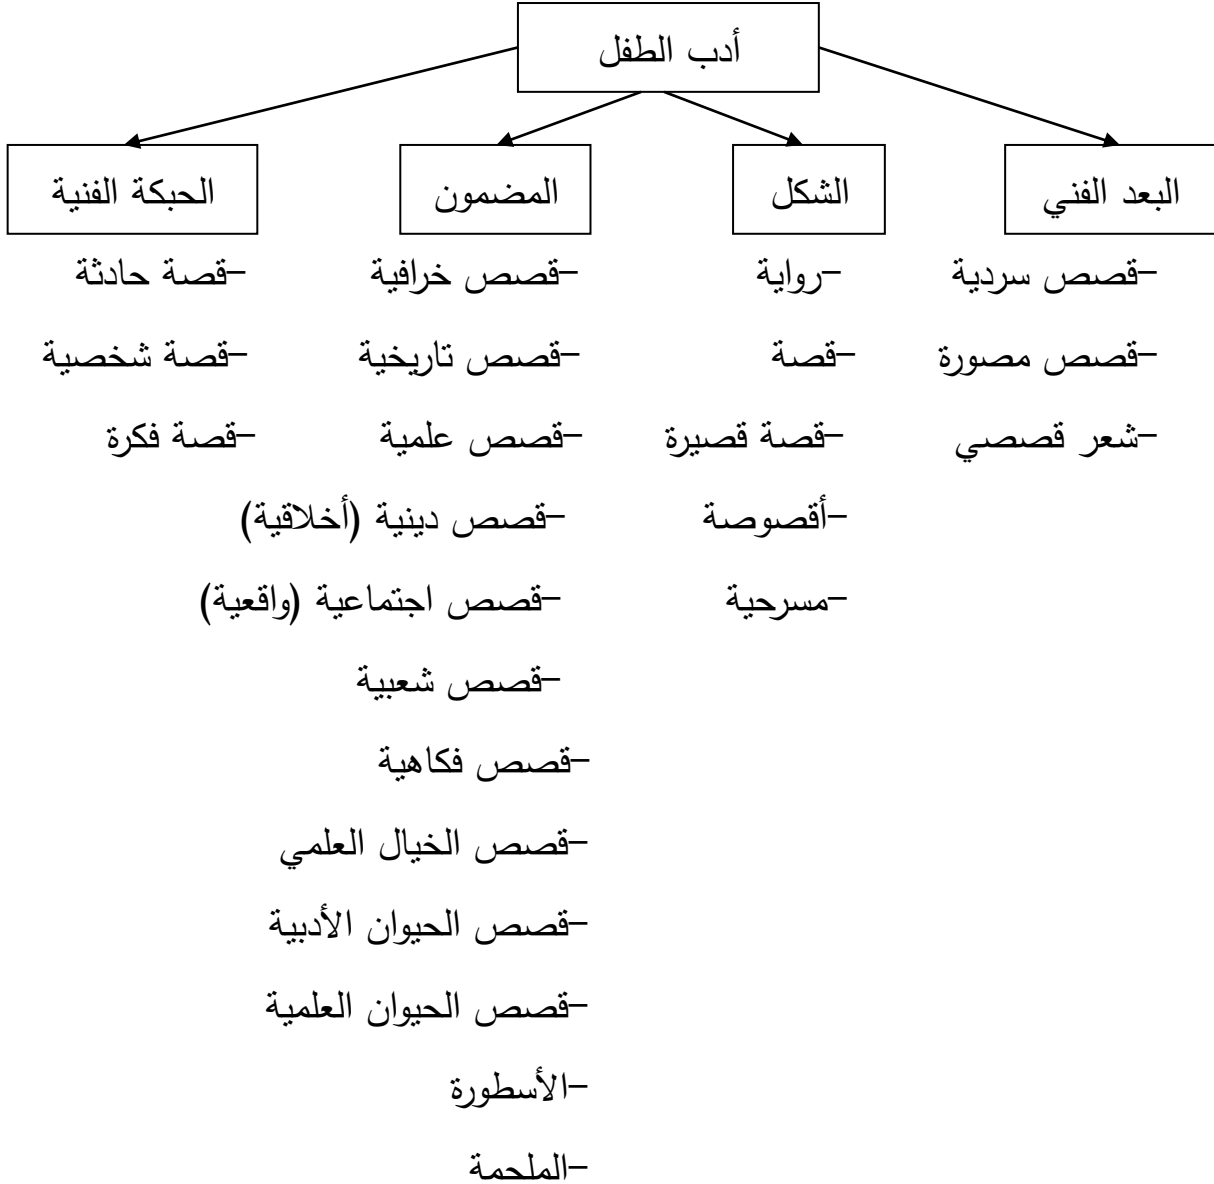 أدب الطفل
البعد الفني
-قصص سردية
-قصص مصورة
-شعر قصصي
الشكل
-رواية
-قصة
-قصة قصيرة
-أقصوصة
-مسرحية
المضمون
-قصص خرافية
-قصص تاريخية
-قصص علمية
-قصص دينية (أخلاقية)
-قصص اجتماعية (واقعية)
-قصص شعبية
-قصص فكاهية
-قصص الخيال العلمي
-قصص الحيوان الأدبية
-قصص الحيوان العلمية
-الأسطورة
-الملحمة
الحبكة الفنية
-قصة حادثة
-قصة شخصية
-قصة فكرة